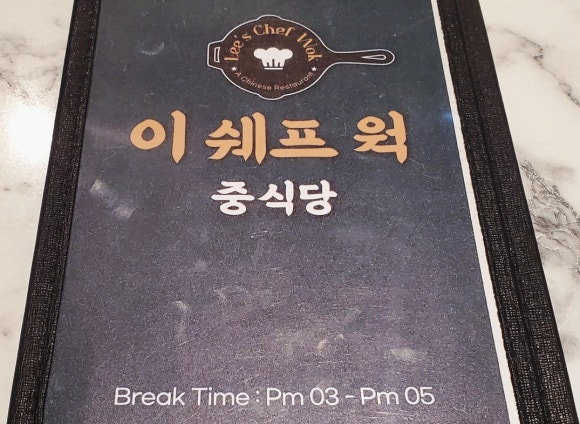 Lee's Chef Wok
A Chinese Restaurant
이 쉐프 웍
중식당
Break Time : Pm 03 - Pm 05